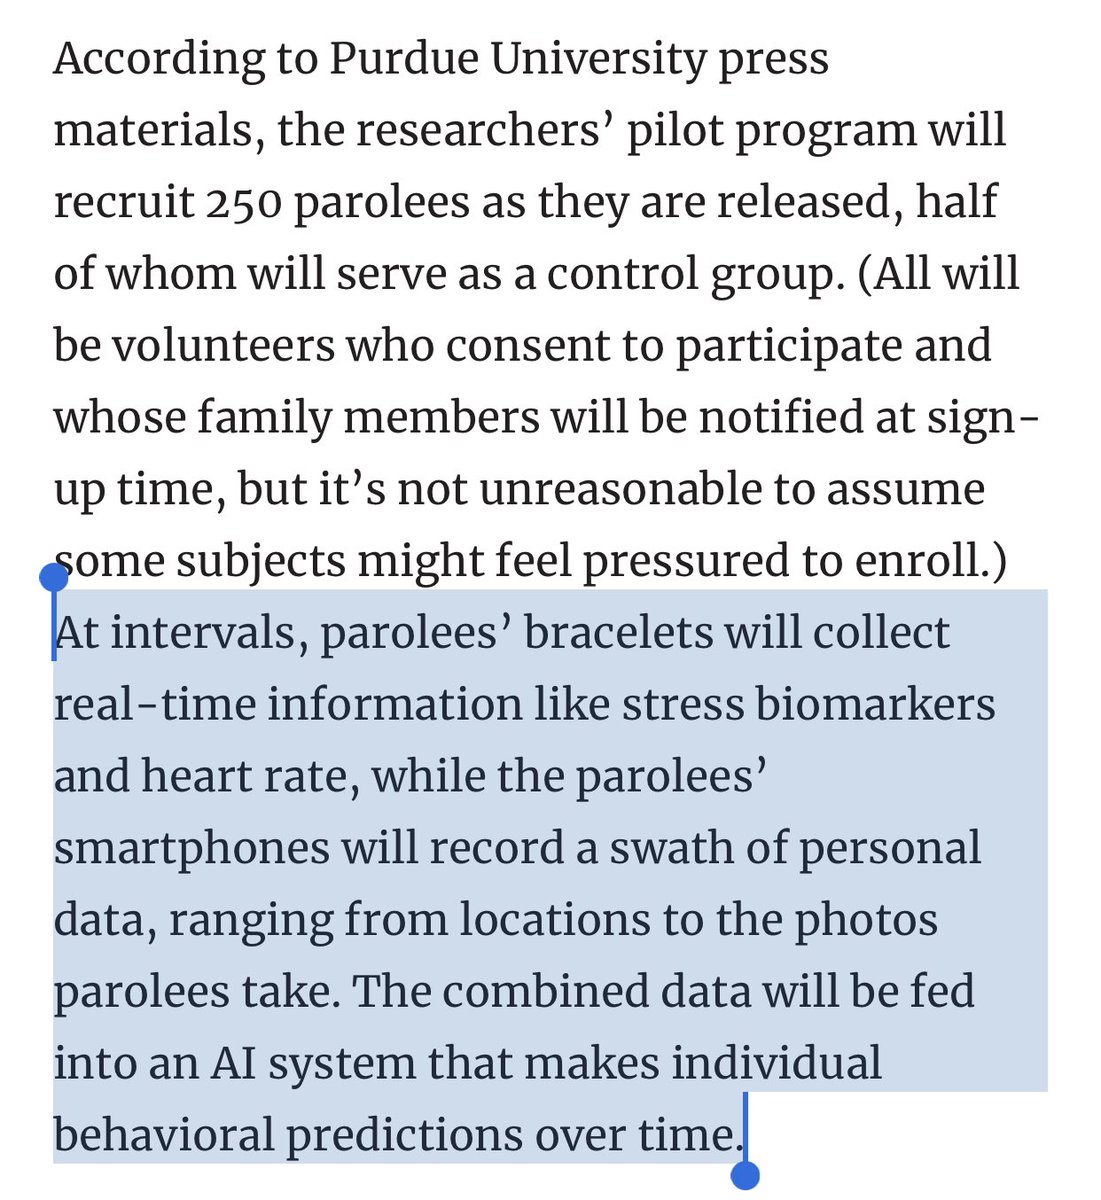 According to Purdue University press
materials, the researchers’ pilot program will
recruit 250 parolees as they are released, half
of whom will serve as a control group. (All will
be volunteers who consent to participate and
whose family members will be notified at sign-
up time, but it’s not unreasonable to assume
some subjects might feel pressured to enroll.)
At intervals, parolees’ bracelets will collect
real-time information like stress biomarkers
and heart rate, while the parolees’
smartphones will record a swath of personal
data, ranging from locations to the photos
parolees take. The combined data will be fed
into an AI system that makes individual
behavioral predictions over time.